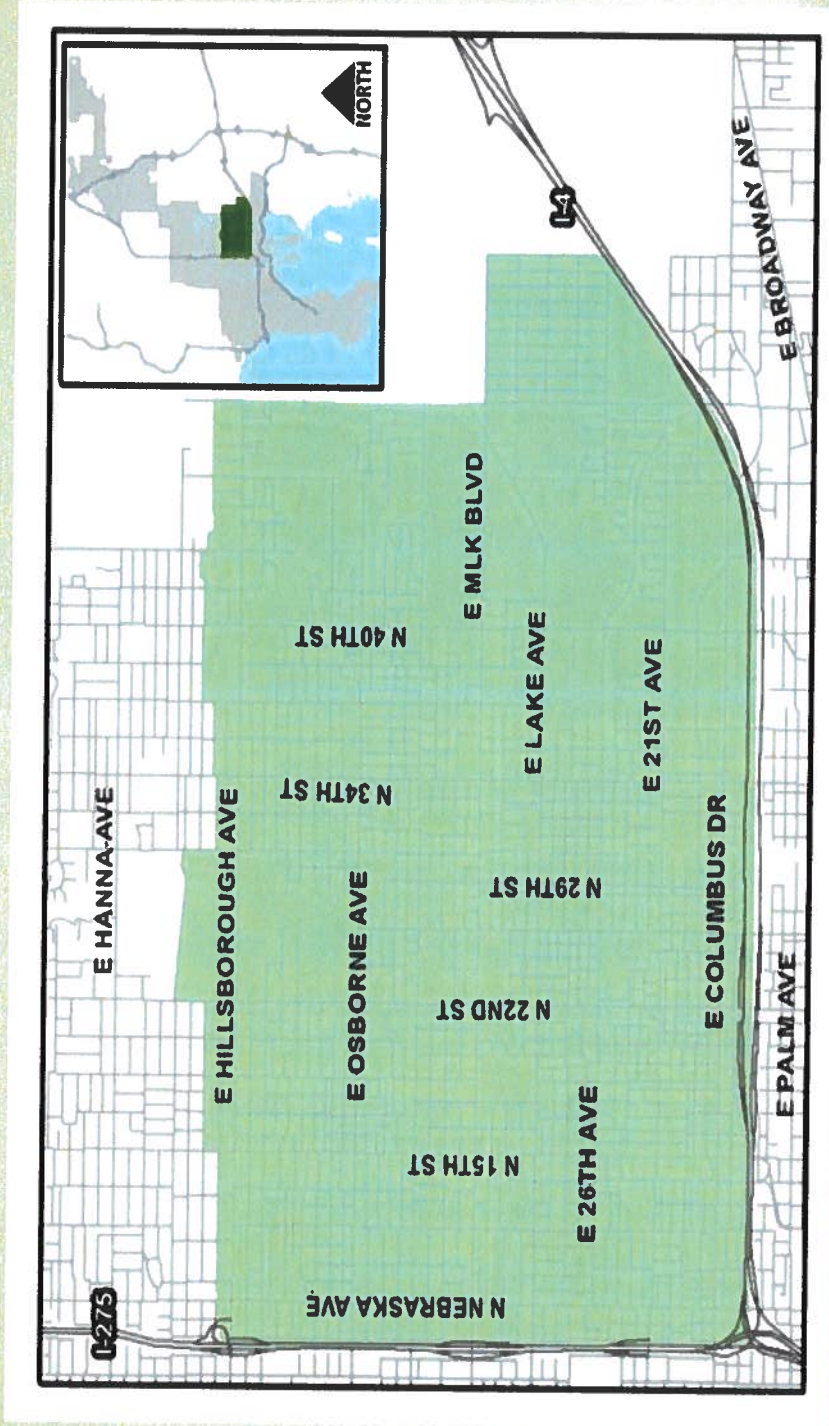 I-275
E HANNA AVE
NORTH
E HILLSBOROUGH AVE
N NEBRASKA AVE
N 15TH ST
E OSBORNE AVE
N 22ND ST
N 34TH ST
N 40TH ST
E MLK BLVD
N 29TH ST
E LAKE AVE
I-4
E 26TH AVE
E 21ST AVE
E COLUMBUS DR
E PALM AVE
E BROADWAY AVE